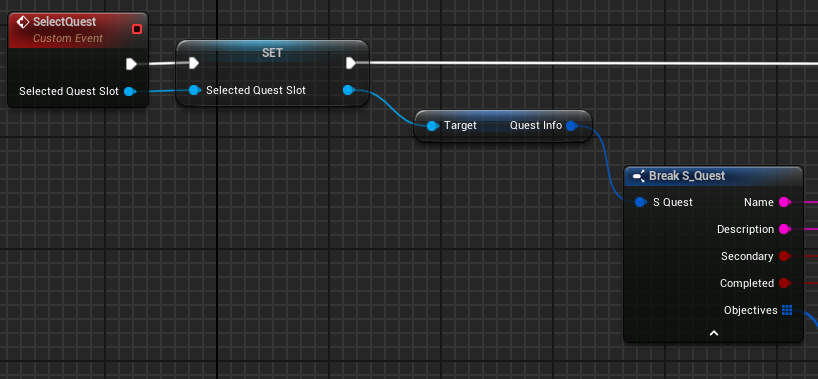 SelectQuest
Custom Event
Selected Quest Slot
SET
Selected Quest Slot
Target Quest Info
Break S_Quest
S Quest Name
Description
Secondary
Completed
Objectives